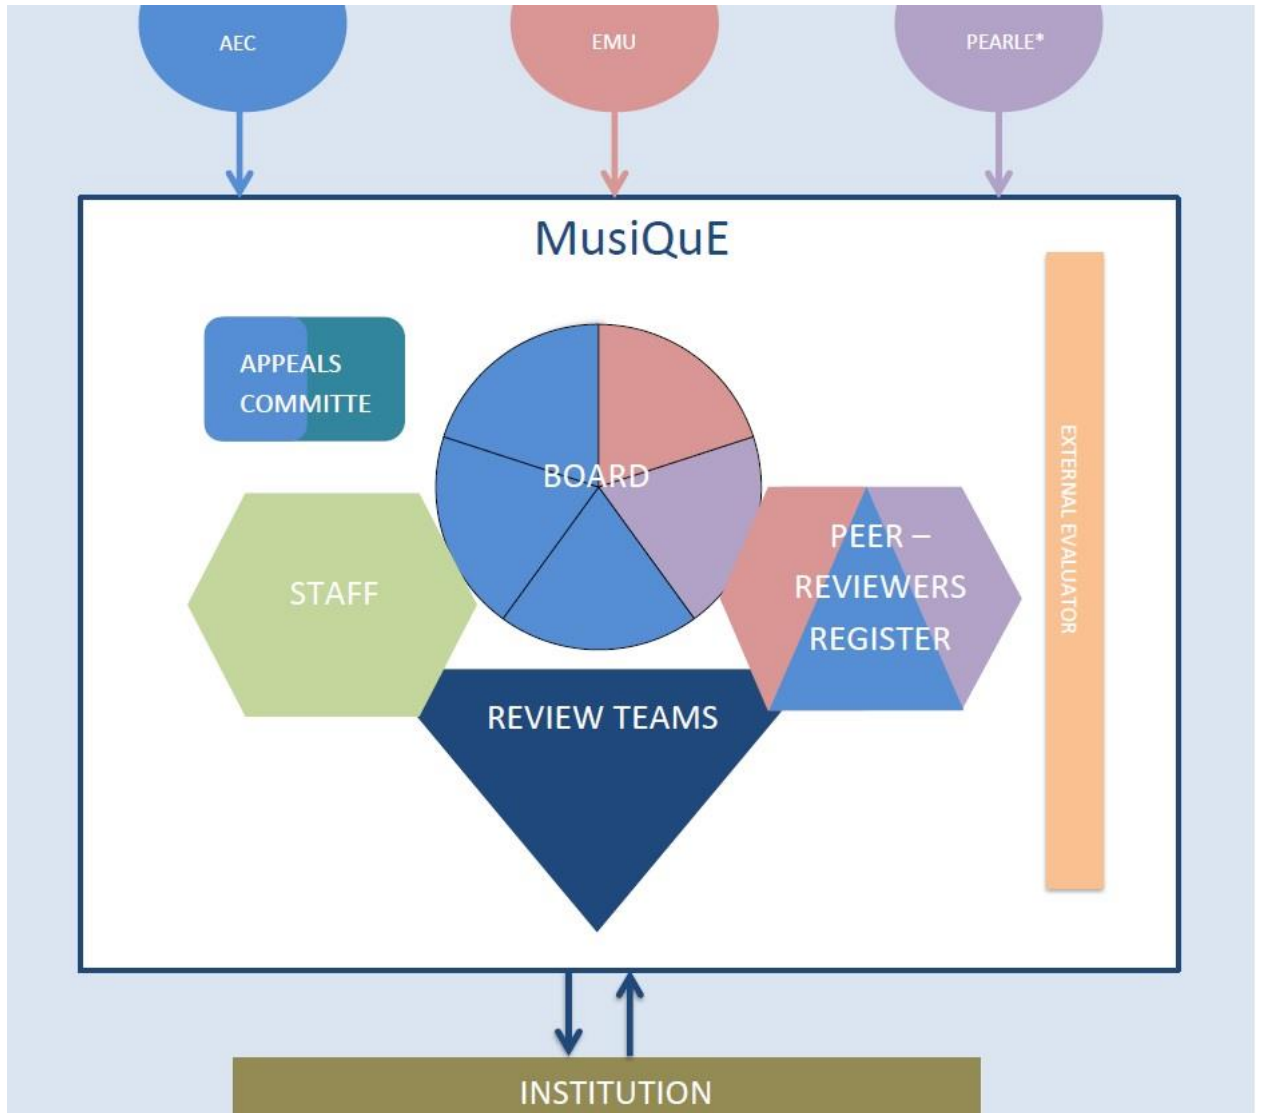 AEC
EMU
PEARLE*
MusiQuE
APPEALS
COMMITTE
BOARD
STAFF
PEER –
REVIEWERS
REGISTER
EXTERNAL EVALUATOR
REVIEW TEAMS
INSTITUTION